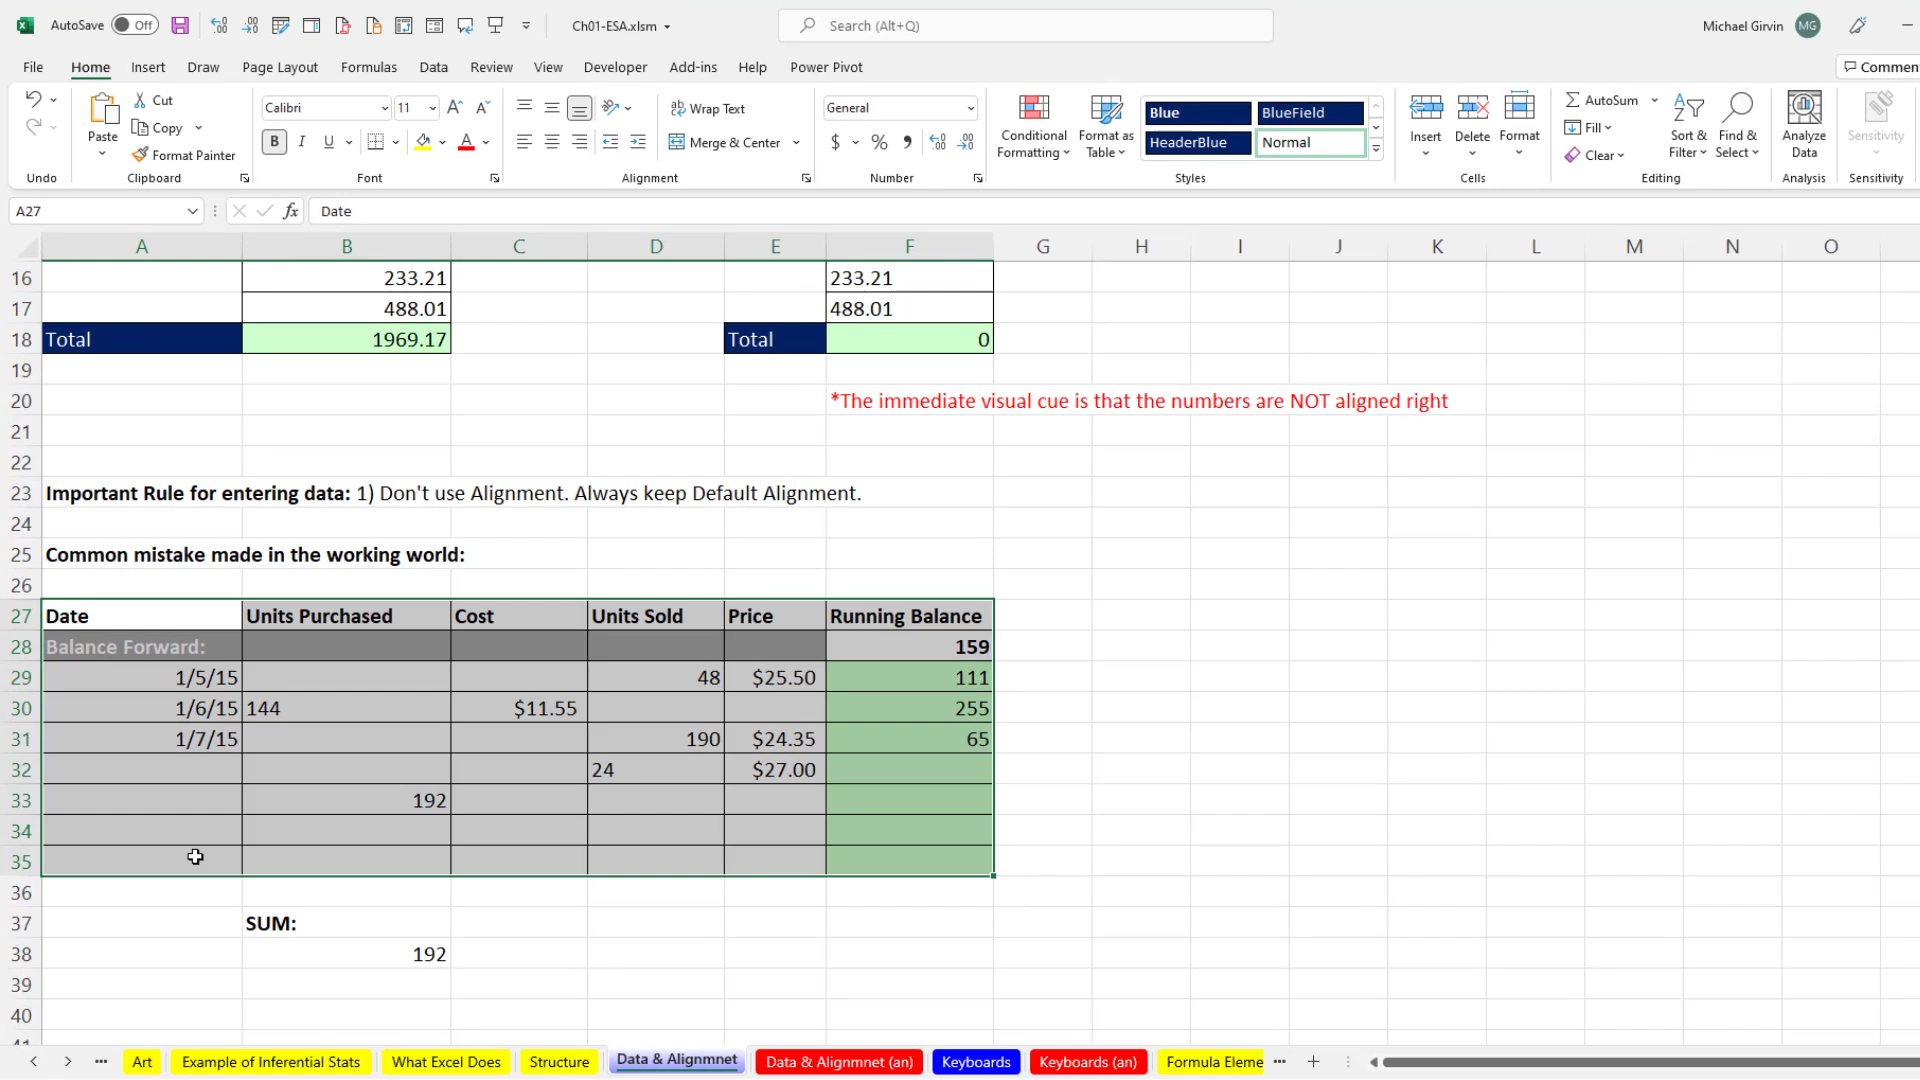 AutoSave Off Ch01-ESA.xlsm Search (Alt+Q) Michael Girvin MG
File Home Insert Draw Page Layout Formulas Data Review View Developer Add-ins Help Power Pivot Commen
Paste Cut Copy Format Painter
Calibri 11 B I U A
Wrap Text Merge & Center
General $ %
Conditional Formatting Format as Table
Blue BlueField
HeaderBlue Normal
Insert Delete Format
AutoSum Fill Clear
Sort & Filter Find & Select
Analyze Data Sensitivity
Undo Clipboard Font Alignment Number Styles Cells Editing Analysis Sensitivity
A27 fx Date
A B C D E F G H I J K L M N O
16 233.21 233.21
17 488.01 488.01
18 Total 1969.17 Total 0
19
20 *The immediate visual cue is that the numbers are NOT aligned right
21
22
23 Important Rule for entering data: 1) Don't use Alignment. Always keep Default Alignment.
24
25 Common mistake made in the working world:
26
27 Date Units Purchased Cost Units Sold Price Running Balance
28 Balance Forward: 159
29 1/5/15 48 $25.50 111
30 1/6/15 144 $11.55 255
31 1/7/15 190 $24.35 65
32 24 $27.00
33 192
34
35
36
37 SUM:
38 192
39
40
Art Example of Inferential Stats What Excel Does Structure Data & Alignmnet Data & Alignmnet (an) Keyboards Keyboards (an) Formula Eleme